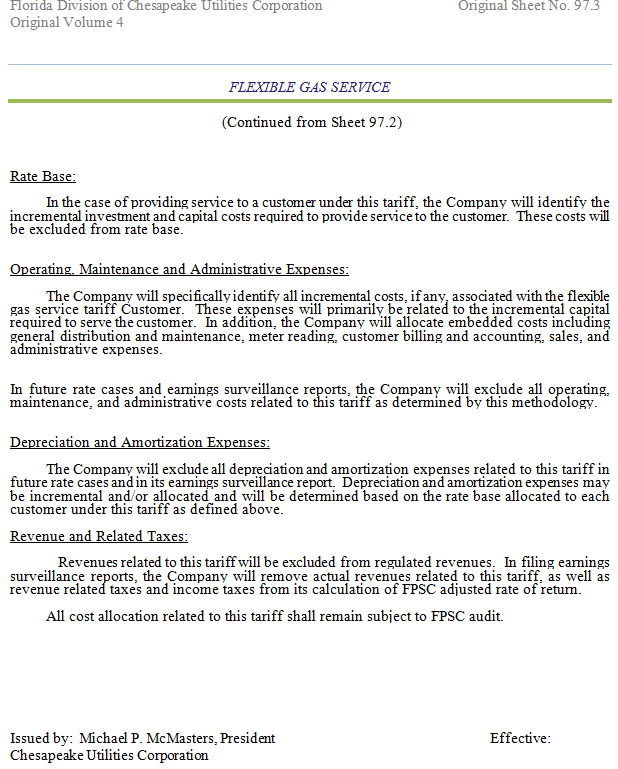 Florida Division of Chesapeake Utilities Corporation Original Sheet No. 97.3
Original Volume 4
FLEXIBLE GAS SERVICE
(Continued from Sheet 97.2)
Rate Base:
In the case of providing service to a customer under this tariff, the Company will identify the
incremental investment and capital costs required to provide service to the customer. These costs will
be excluded from rate base.
Operating, Maintenance and Administrative Expenses:
The Company will specifically identify all incremental costs, if any, associated with the flexible
gas service tariff Customer. These expenses will primarily be related to the incremental capital
required to serve the customer. In addition, the Company will allocate embedded costs including
general distribution and maintenance, meter reading, customer billing and accounting, sales, and
administrative expenses.
In future rate cases and earnings surveillance reports, the Company will exclude all operating,
maintenance, and administrative costs related to this tariff as determined by this methodology.
Depreciation and Amortization Expenses:
The Company will exclude all depreciation and amortization expenses related to this tariff in
future rate cases and in its earnings surveillance report. Depreciation and amortization expenses may
be incremental and/or allocated and will be determined based on the rate base allocated to each
customer under this tariff as defined above.
Revenue and Related Taxes:
Revenues related to this tariff will be excluded from regulated revenues. In filing earnings
surveillance reports, the Company will remove actual revenues related to this tariff, as well as
revenue related taxes and income taxes from its calculation of FPSC adjusted rate of return.
All cost allocation related to this tariff shall remain subject to FPSC audit.
Issued by: Michael P. McMasters, President Effective:
Chesapeake Utilities Corporation